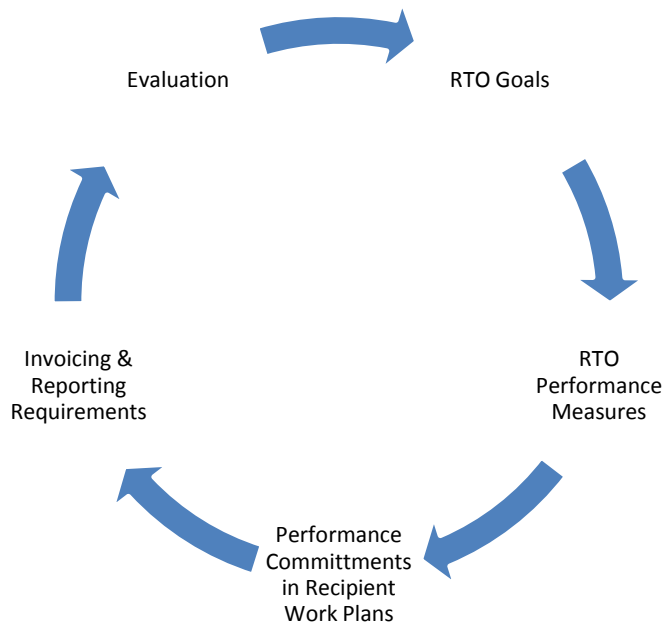 Evaluation
RTO Goals
RTO
Performance
Measures
Performance
Committments
in Recipient
Work Plans
Invoicing &
Reporting
Requirements